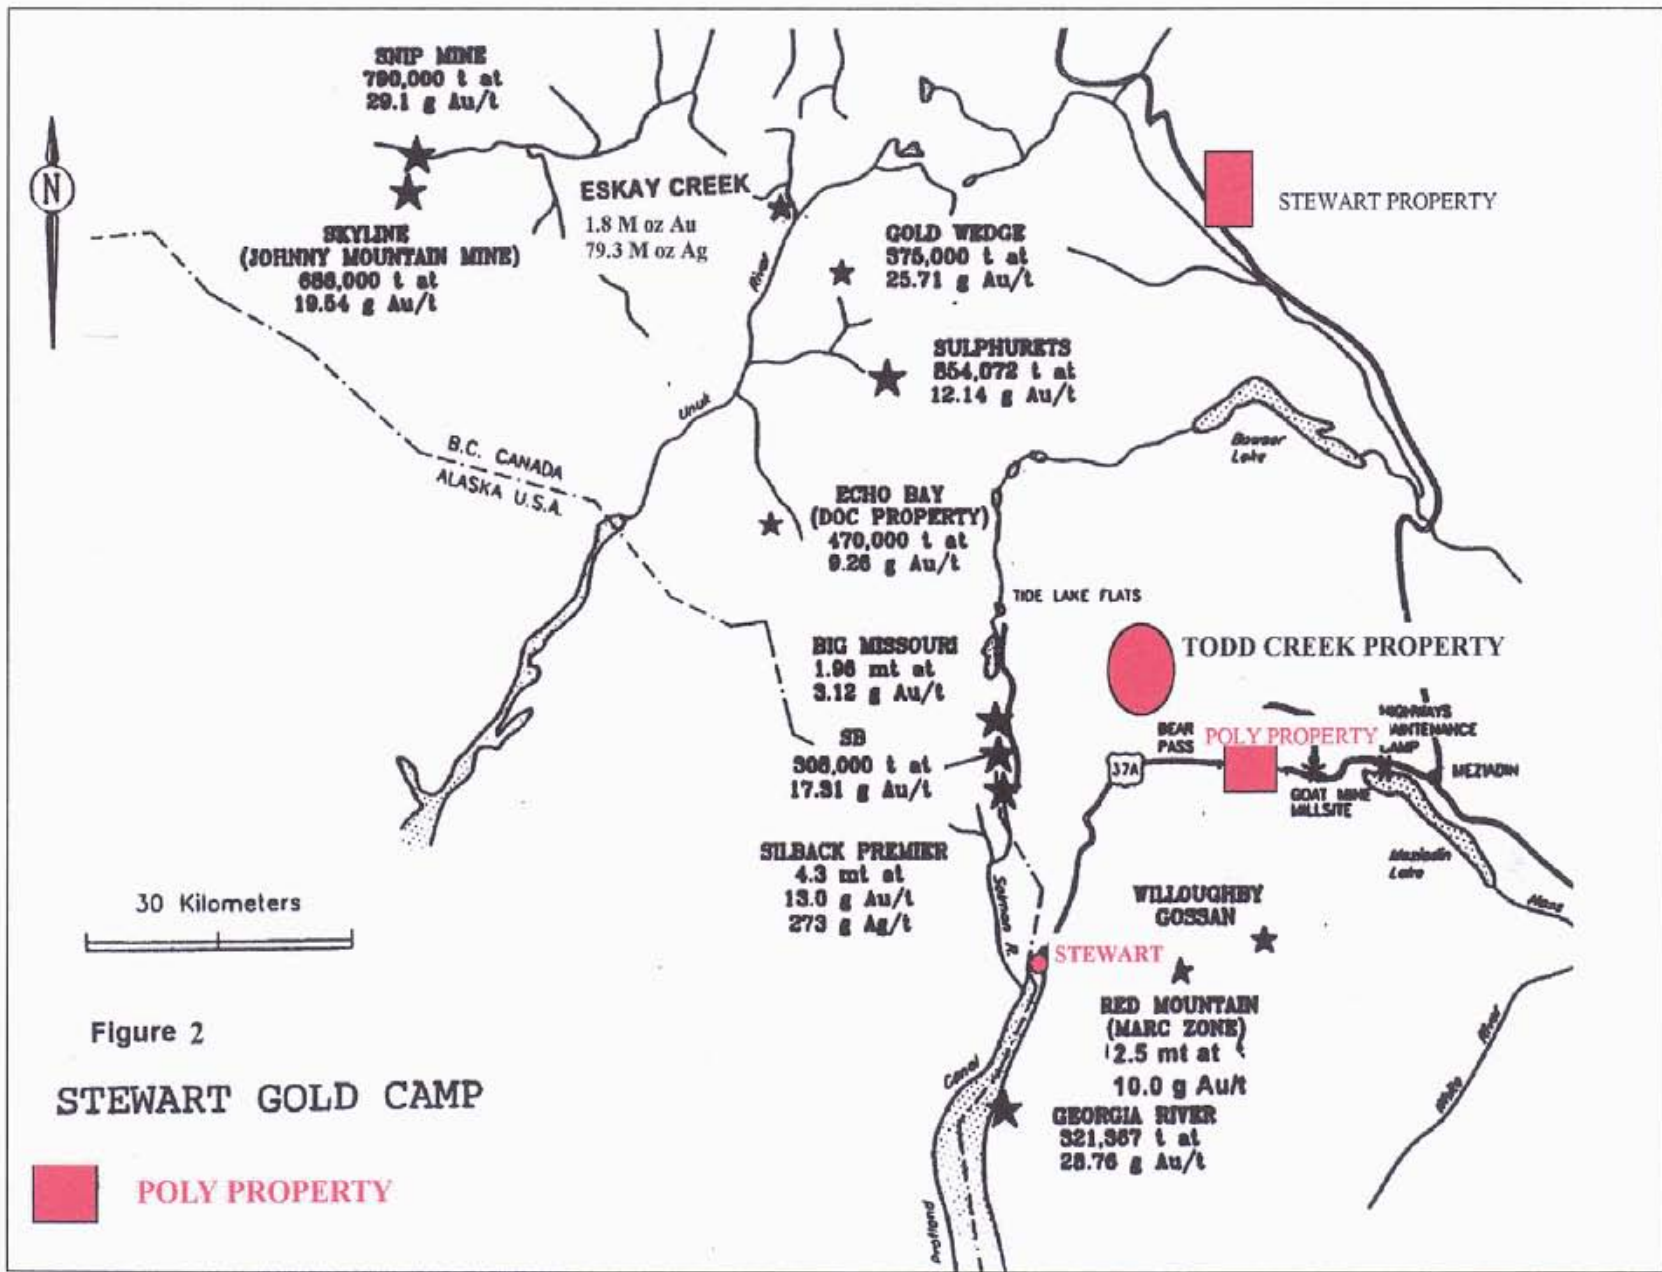 SNIP MINE
790,000 t at
29.1 g Au/t
N
SKYLINE
(JOHNNY MOUNTAIN MINE)
19.54 g Au/t
ESKAY CREEK
1.8 M oz Au
79.3 M oz Ag
GOLD WEDGE
375,000 t at
25.71 g Au/t
STEWART PROPERTY
SULPHURETS
854,072 t at
12.14 g Au/t
Unuk
River
Bowser
Lake
B.C. CANADA
ALASKA U.S.A.
ECHO BAY
(DOC PROPERTY)
470,000 t at
9.26 g Au/t
TIDE LAKE FLATS
BIG MISSOURI
1.96 mt at
3.12 g Au/t
TODD CREEK PROPERTY
SB
308,000 t at
17.31 g Au/t
BEAR
PASS
POLY PROPERTY
37A
HIGHWAYS
MAINTENANCE
CAMP
MEZIADIN
GOAT MINE
MILLSITE
Meziadin
Lake
SILBACK PREMIER
4.3 mt at
13.0 g Au/t
273 g Ag/t
Salmon R.
WILLOUGHBY
GOSSAN
Nass
30 Kilometers
STEWART
RED MOUNTAIN
(MARC ZONE)
2.5 mt at
10.0 g Au/t
White
River
Figure 2
STEWART GOLD CAMP
GEORGIA RIVER
t at
28.76 g Au/t
Canal
POLY PROPERTY